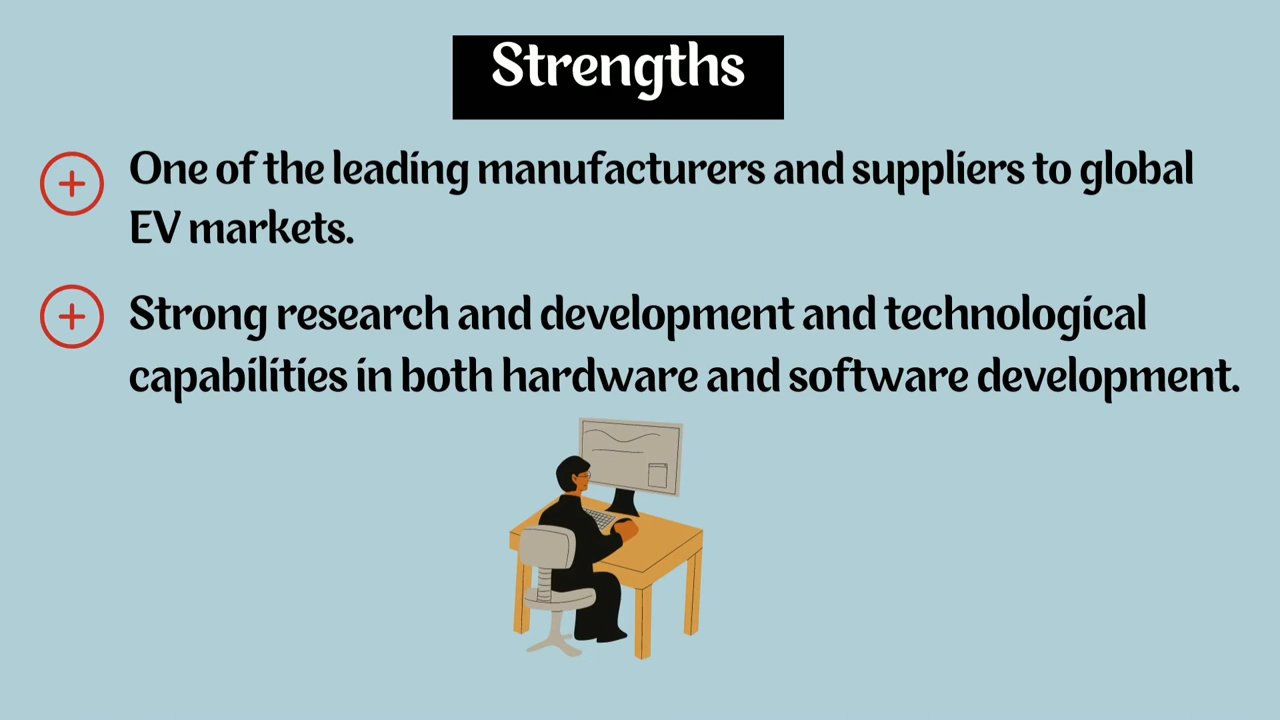 Strengths
One of the leading manufacturers and suppliers to global
EV markets.
Strong research and development and technological
capabilities in both hardware and software development.